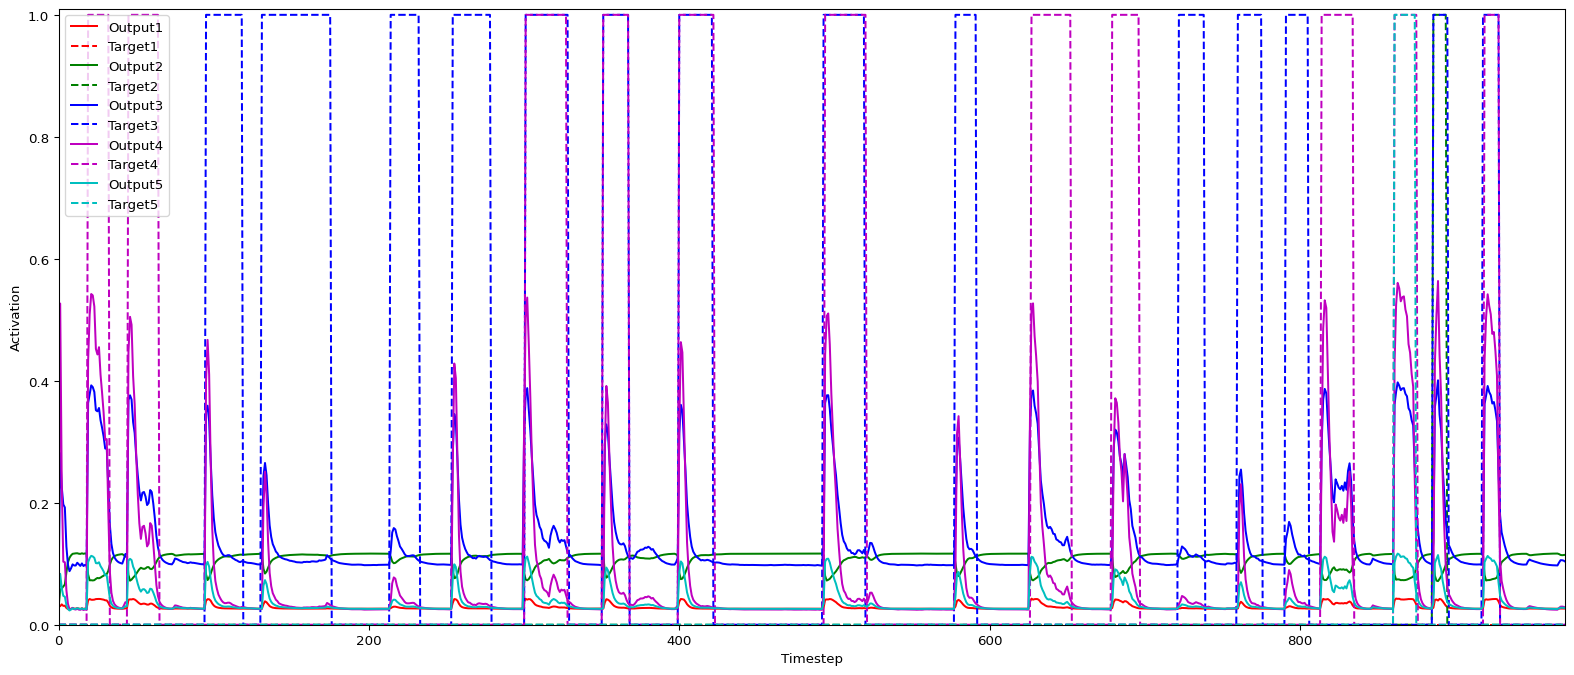 1.0
0.8
0.6
0.4
0.2
0.0
Activation
Output1
Target1
Output2
Target2
Output3
Target3
Output4
Target4
Output5
Target5
0 200 400 600 800
Timestep